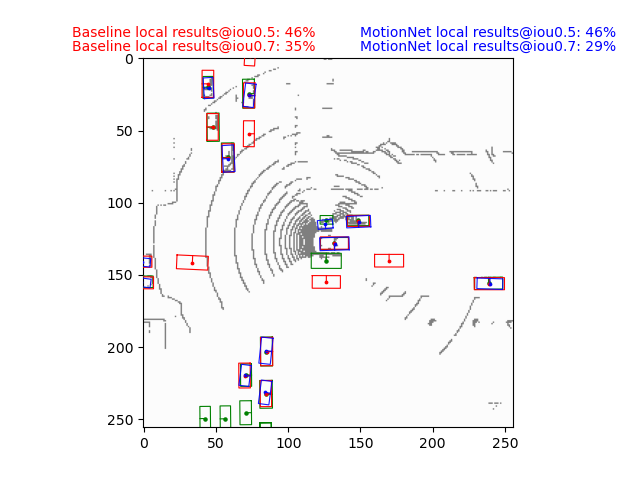 Baseline local results@iou0.5: 46% MotionNet local results@iou0.5: 46%
Baseline local results@iou0.7: 35% MotionNet local results@iou0.7: 29%
0
50
100
150
200
250
0 50 100 150 200 250